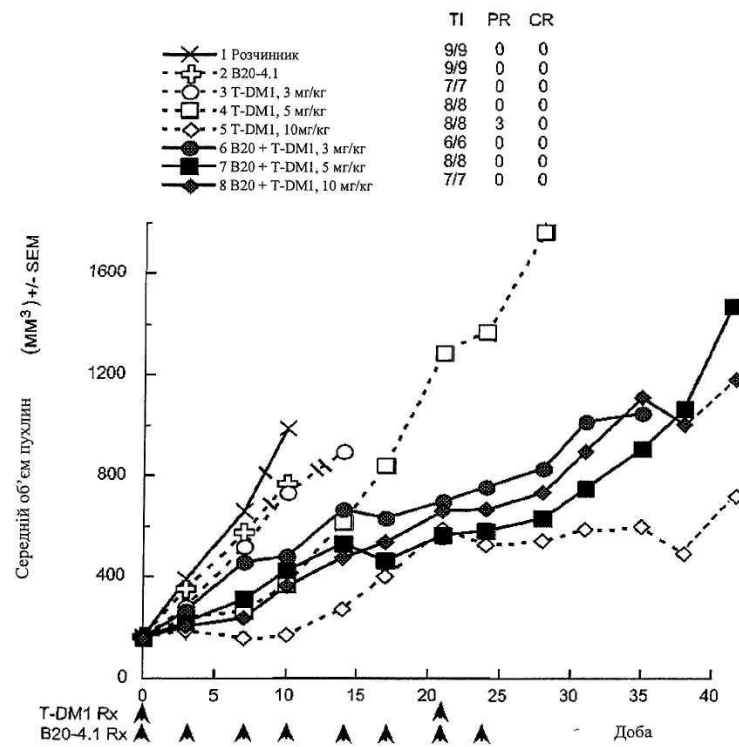 TI PR CR
1 Розчинник 9/9 0 0
2 B20-4.1 9/9 0 0
3 T-DM1, 3 мг/кг 7/7 0 0
4 T-DM1, 5 мг/кг 8/8 0 0
5 T-DM1, 10мг/кг 8/8 3 0
6 B20 + T-DM1, 3 мг/кг 6/6 0 0
7 B20 + T-DM1, 5 мг/кг 8/8 0 0
8 B20 + T-DM1, 10 мг/кг 7/7 0 0
Середній об’єм пухлин (MM³) +/- SEM
1600
1200
800
400
0
0 5 10 15 20 25 30 35 40
T-DM1 Rx
B20-4.1 Rx
Доба